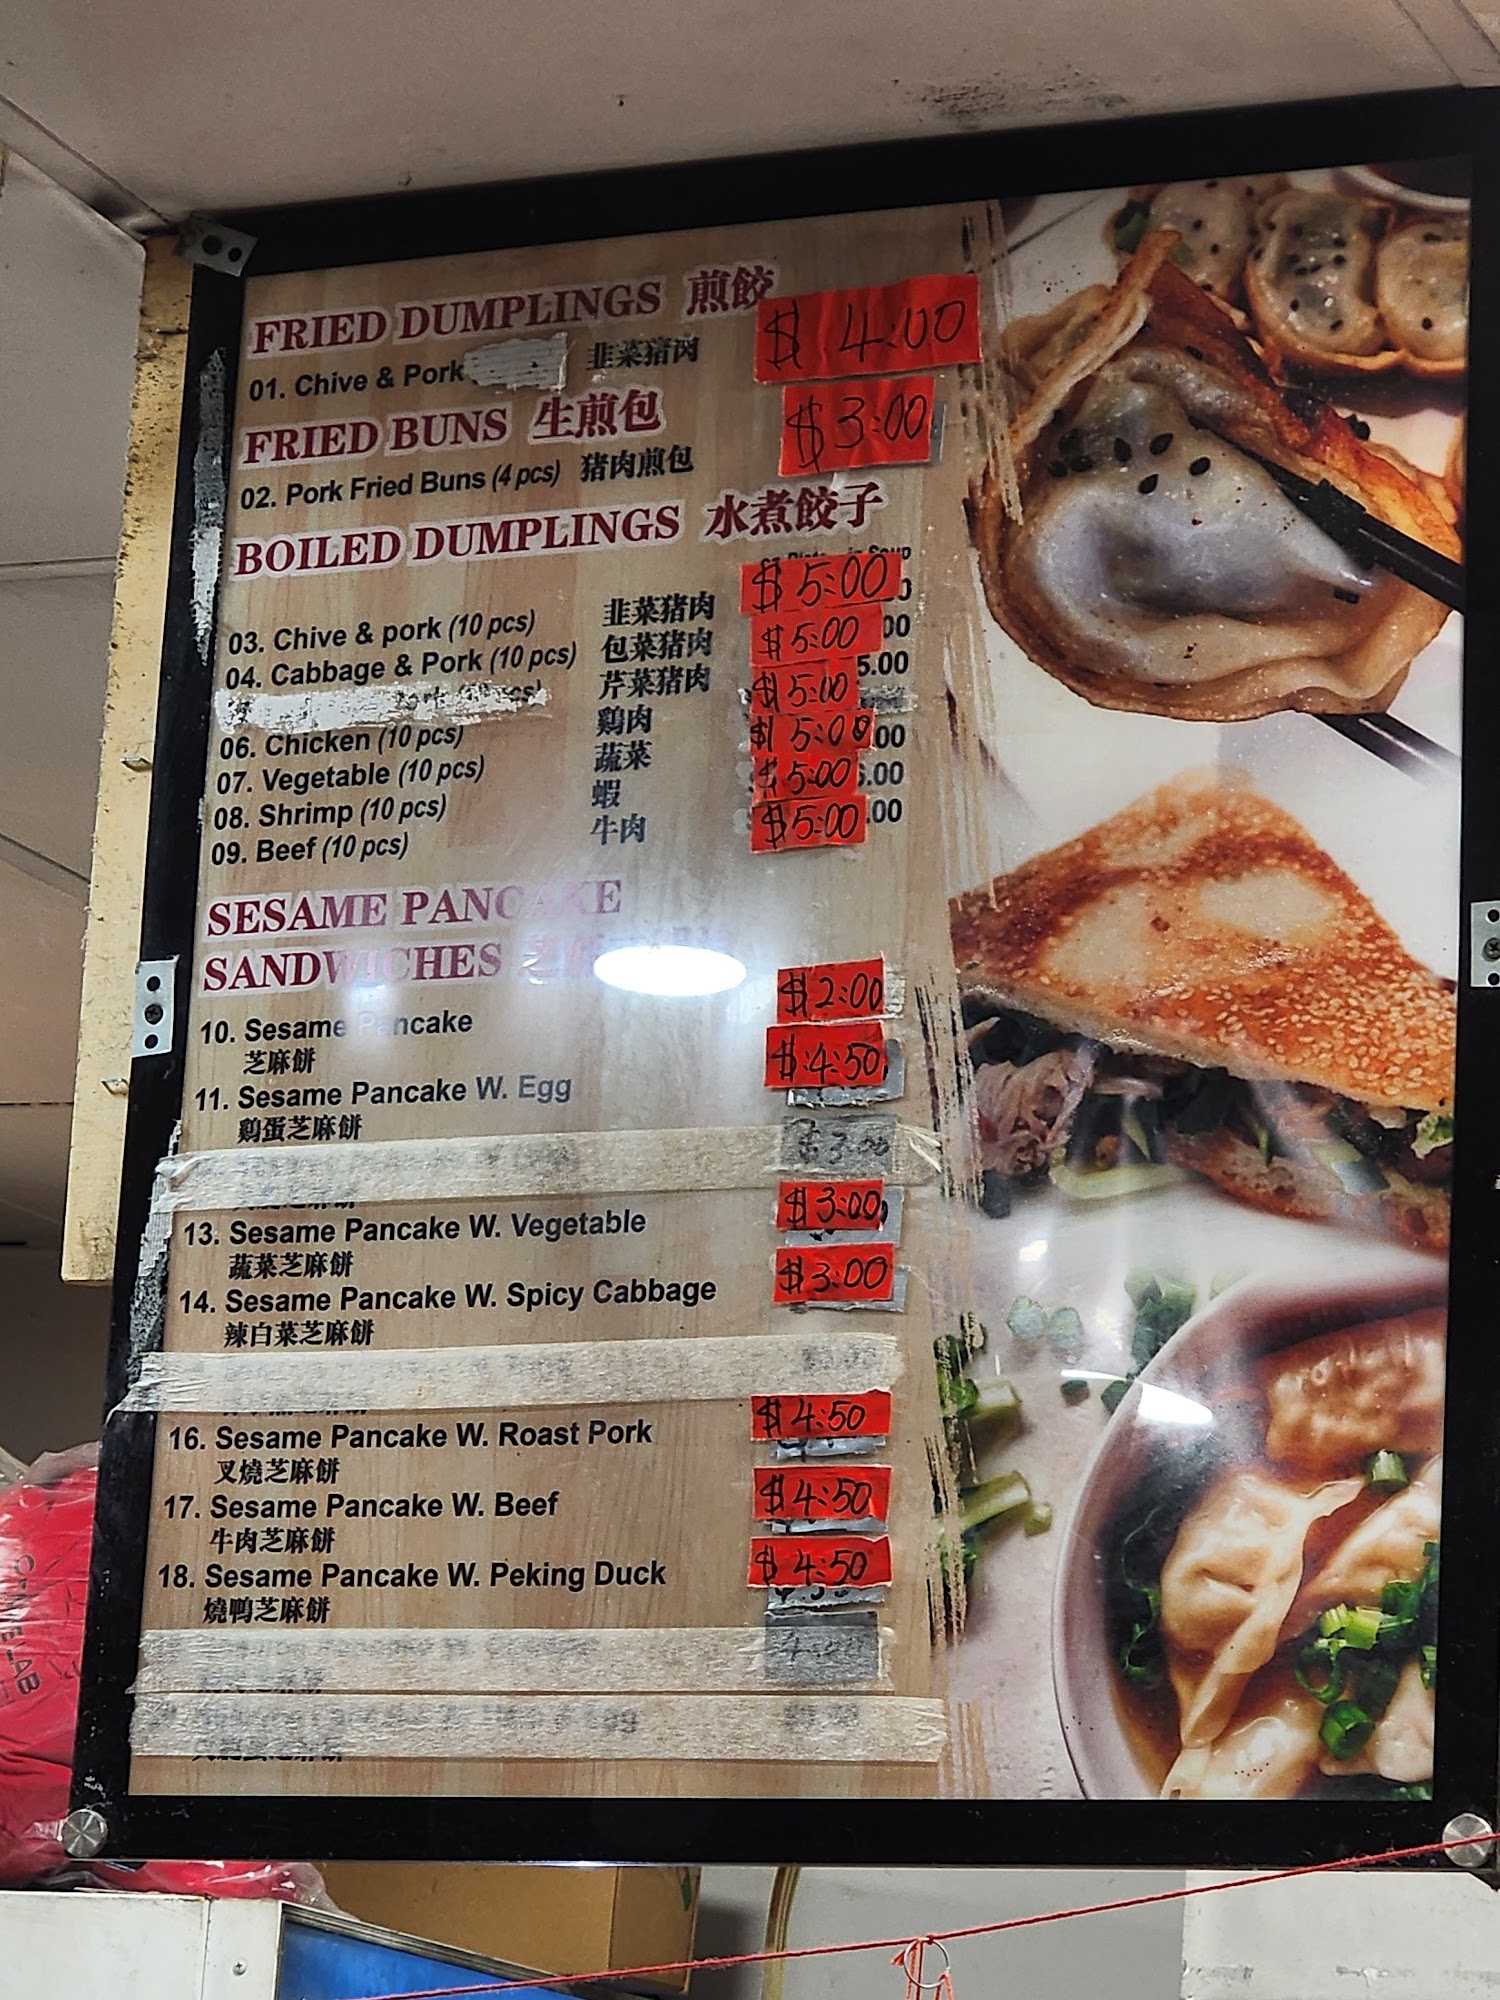 FRIED DUMPLINGS 煎餃
01. Chive & Pork 韭菜猪肉 $4:00
FRIED BUNS 生煎包 $3:00
02. Pork Fried Buns (4 pcs) 猪肉煎包
BOILED DUMPLINGS 水煮餃子
Soup
03. Chive & pork (10 pcs) 韭菜猪肉 $5:00
04. Cabbage & Pork (10 pcs) 包菜猪肉 $5:00
芹菜猪肉 $5:00 5.00
06. Chicken (10 pcs) 鷄肉 $5:00
07. Vegetable (10 pcs) 蔬菜 $5:00
08. Shrimp (10 pcs) 蝦 $5:00
09. Beef (10 pcs) 牛肉
SESAME PANCAKE
SANDWICHES
10. Sesame Pancake $2:00
芝麻餅
11. Sesame Pancake W. Egg $4:50
鷄蛋芝麻餅
$3:00
13. Sesame Pancake W. Vegetable $3:00
蔬菜芝麻餅
14. Sesame Pancake W. Spicy Cabbage $3:00
辣白菜芝麻餅
16. Sesame Pancake W. Roast Pork $4:50
叉燒芝麻餅
17. Sesame Pancake W. Beef $4:50
牛肉芝麻餅
18. Sesame Pancake W. Peking Duck $4:50
燒鴨芝麻餅